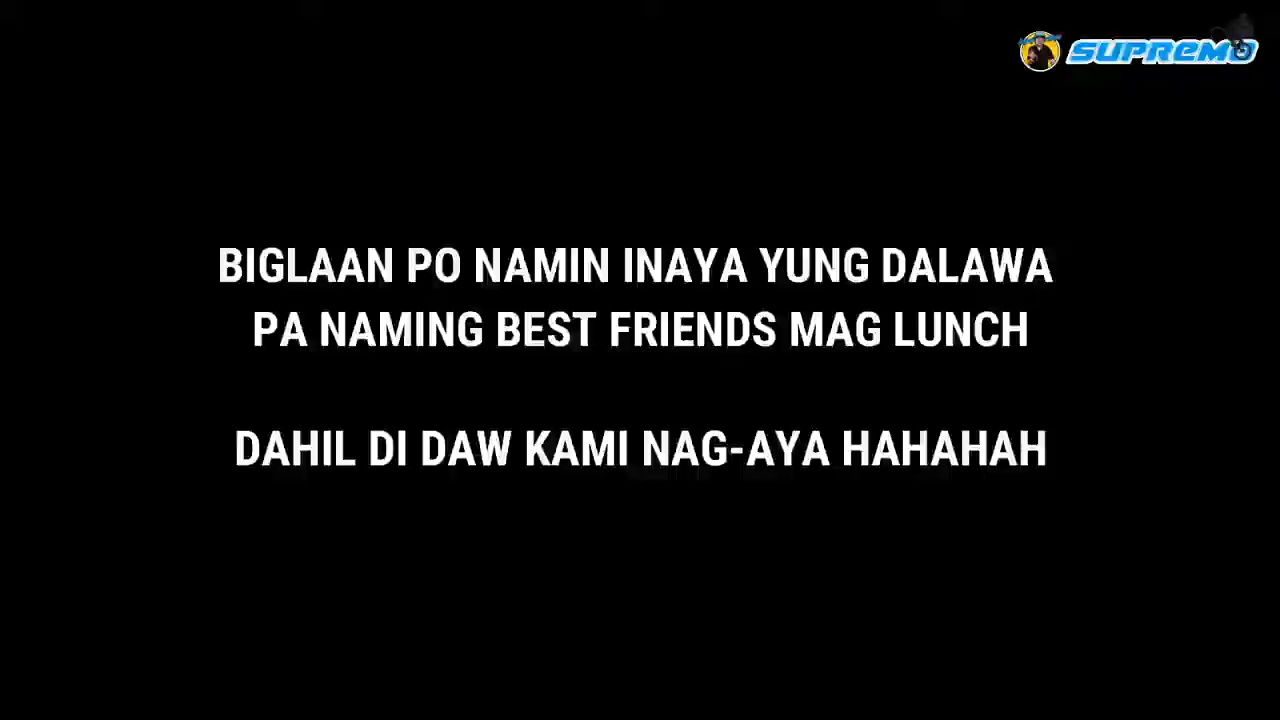 SUPREMO
BIGLAAN PO NAMIN INAYA YUNG DALAWA
PA NAMING BEST FRIENDS MAG LUNCH
DAHIL DI DAW KAMI NAG-AYA HAHAHAH